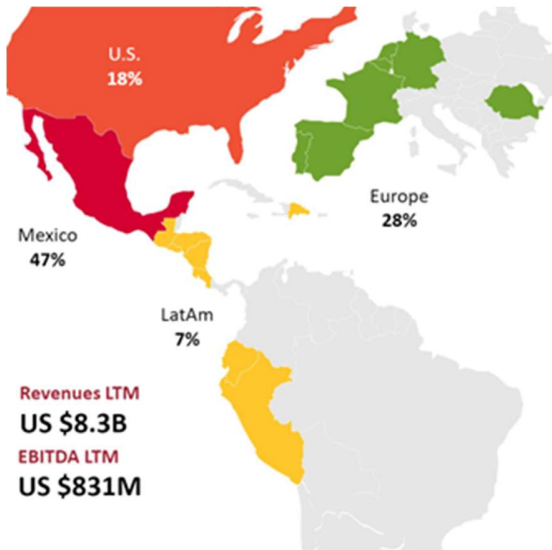 U.S.
18%
Europe
28%
Mexico
47%
LatAm
7%
Revenues LTM
US $8.3B
EBITDA LTM
US $831M